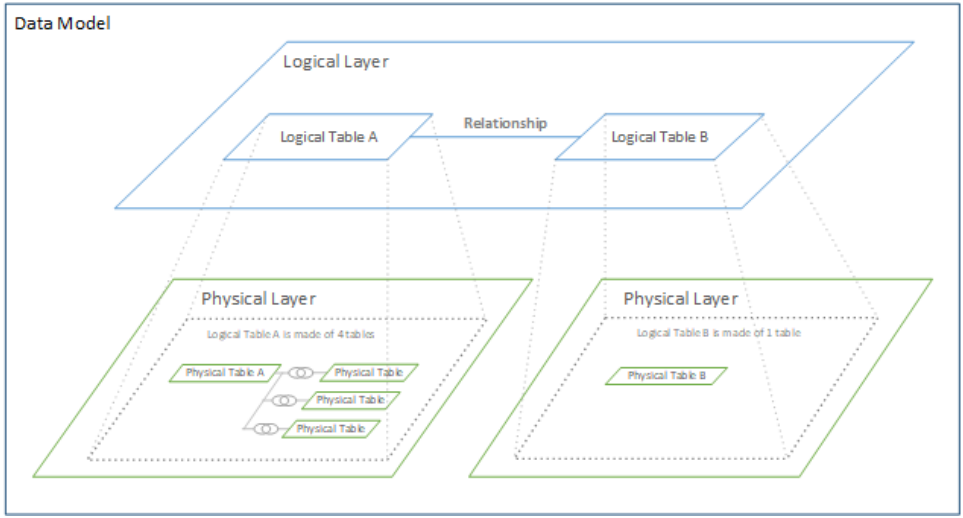 Data Model
Logical Layer
Logical Table A
Relationship
Logical Table B
Physical Layer
Logical Table A is made of 4 tables
Physical Table A
Physical Table
Physical Table
Physical Table
Physical Layer
Logical Table B is made of 1 table
Physical Table B